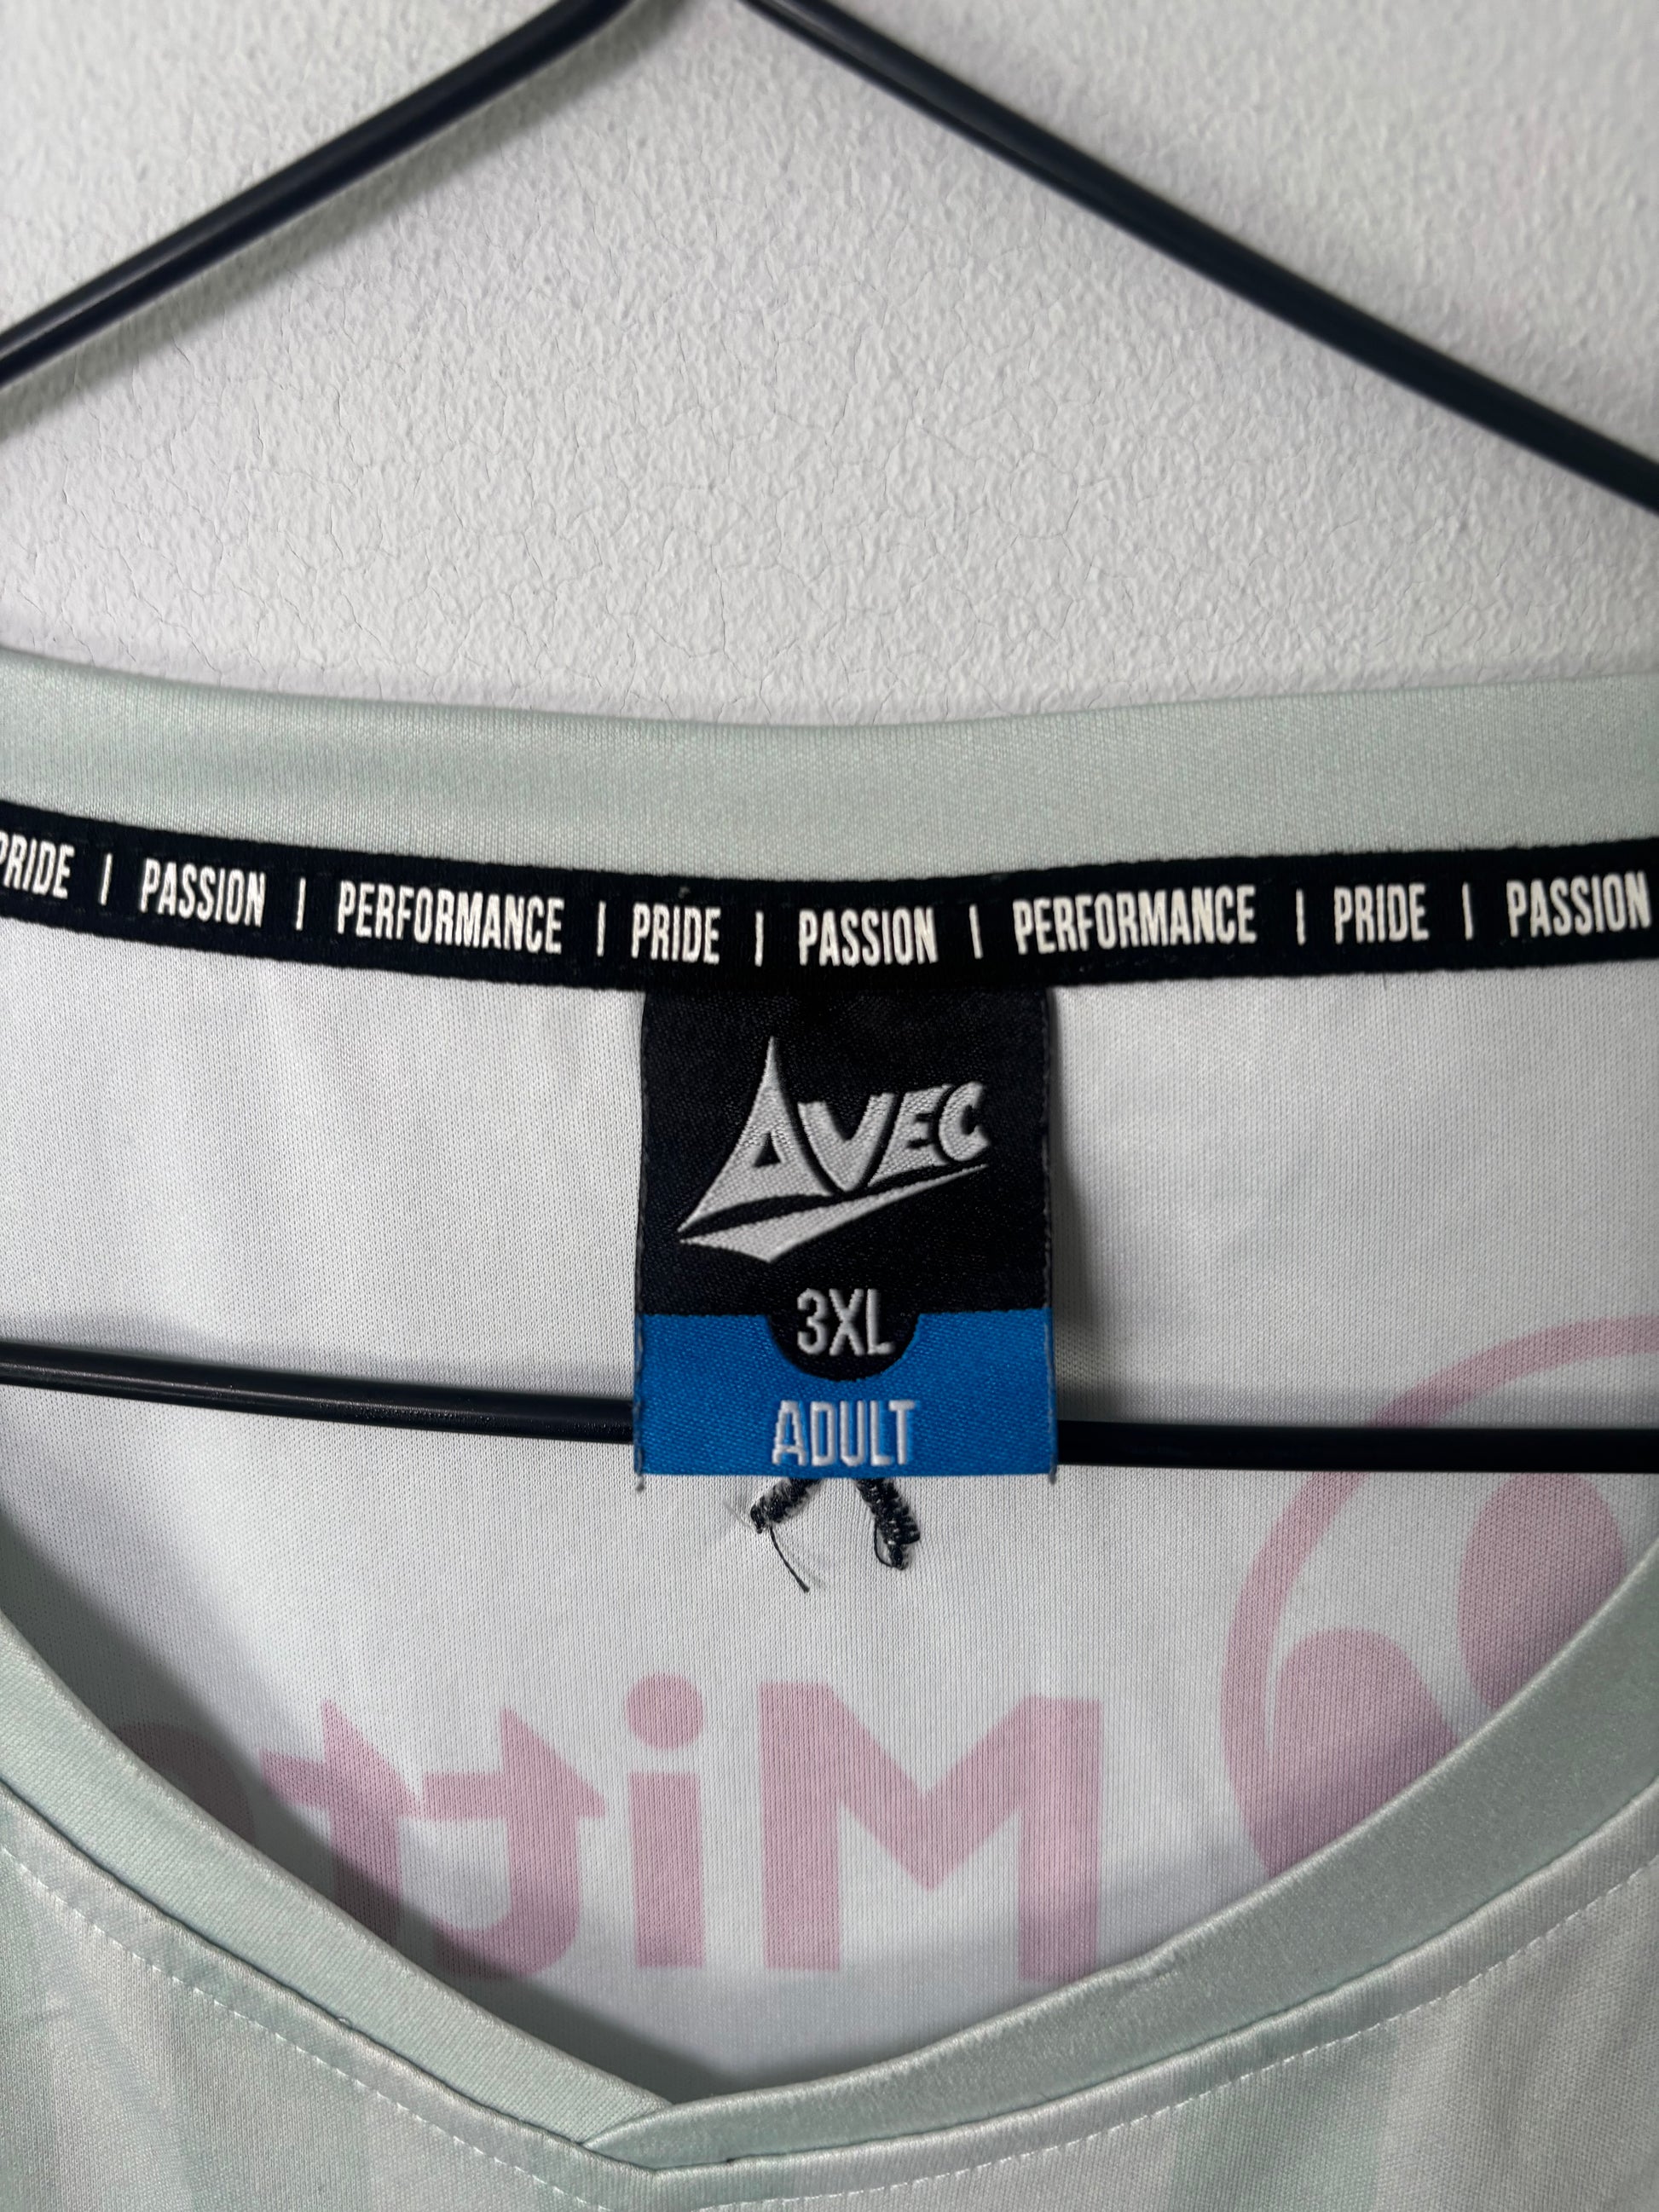 PRIDE | PASSION | PERFORMANCE | PRIDE | PASSION | PERFORMANCE | PRIDE | PASSION
AVEC
3XL
ADULT